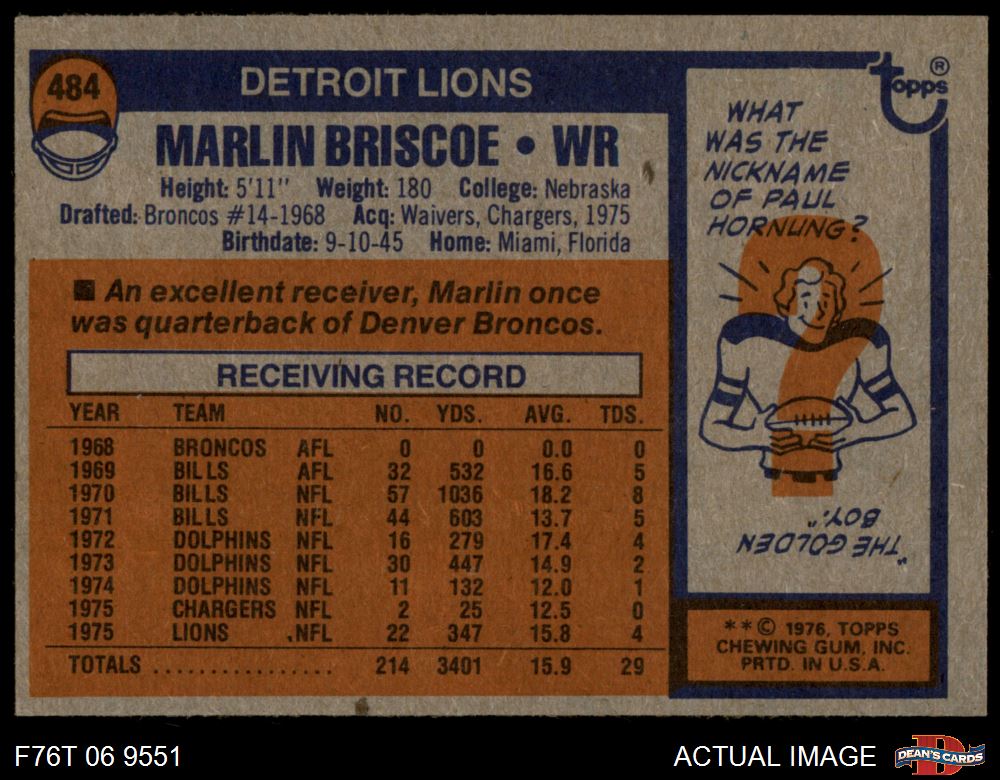 484
DETROIT LIONS
MARLIN BRISCOE • WR
Height: 5'11" Weight: 180 College: Nebraska
Drafted: Broncos #14-1968 Acq: Waivers, Chargers, 1975
Birthdate: 9-10-45 Home: Miami, Florida
■ An excellent receiver, Marlin once
was quarterback of Denver Broncos.
RECEIVING RECORD
YEAR TEAM NO. YDS. AVG. TDS.
1968 BRONCOS AFL 0 0 0.0 0
1969 BILLS AFL 32 532 16.6 5
1970 BILLS NFL 57 1036 18.2 8
1971 BILLS NFL 44 603 13.7 5
1972 DOLPHINS NFL 16 279 17.4 4
1973 DOLPHINS NFL 30 447 14.9 2
1974 DOLPHINS NFL 11 132 12.0 1
1975 CHARGERS NFL 2 25 12.5 0
1975 LIONS NFL 22 347 15.8 4
TOTALS ................ 214 3401 15.9 29
Topps ®
WHAT
WAS THE
NICKNAME
OF PAUL
HORNUNG?
"THE GOLDEN
BOY."
**© 1976, TOPPS
CHEWING GUM, INC.
PRTD. IN U.S.A.
F76T 06 9551
ACTUAL IMAGE
D
DEAN'S CARDS